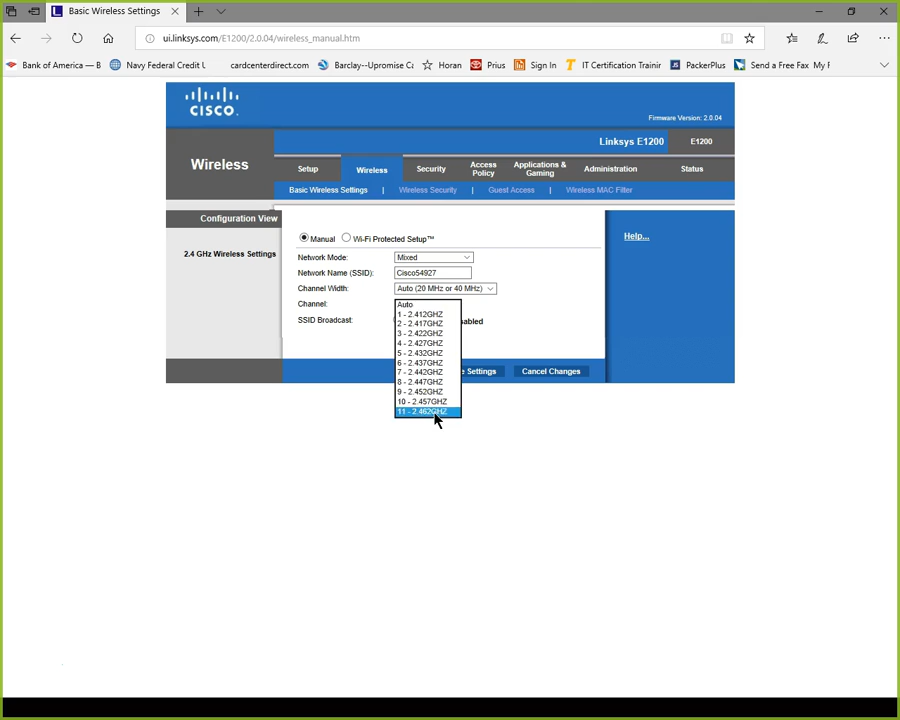 Basic Wireless Settings
ui.linksys.com/E1200/2.0.04/wireless_manual.htm
Bank of America — B
Navy Federal Credit U
cardcenterdirect.com
Barclay--Upromise Ca
Horan
Prius
Sign In
IT Certification Trainin
PackerPlus
Send a Free Fax
My F
CISCO
Firmware Version: 2.0.04
Linksys E1200
E1200
Wireless
Setup
Wireless
Security
Access Policy
Applications & Gaming
Administration
Status
Basic Wireless Settings | Wireless Security | Guest Access | Wireless MAC Filter
Configuration View
2.4 GHz Wireless Settings
Manual
Wi-Fi Protected Setup™
Help...
Network Mode: Mixed
Network Name (SSID): Cisco54927
Channel Width: Auto (20 MHz or 40 MHz)
Channel:
SSID Broadcast:
abled
Auto
1 - 2.412GHZ
2 - 2.417GHZ
3 - 2.422GHZ
4 - 2.427GHZ
5 - 2.432GHZ
6 - 2.437GHZ
7 - 2.442GHZ
8 - 2.447GHZ
9 - 2.452GHZ
10 - 2.457GHZ
11 - 2.462GHZ
e Settings
Cancel Changes